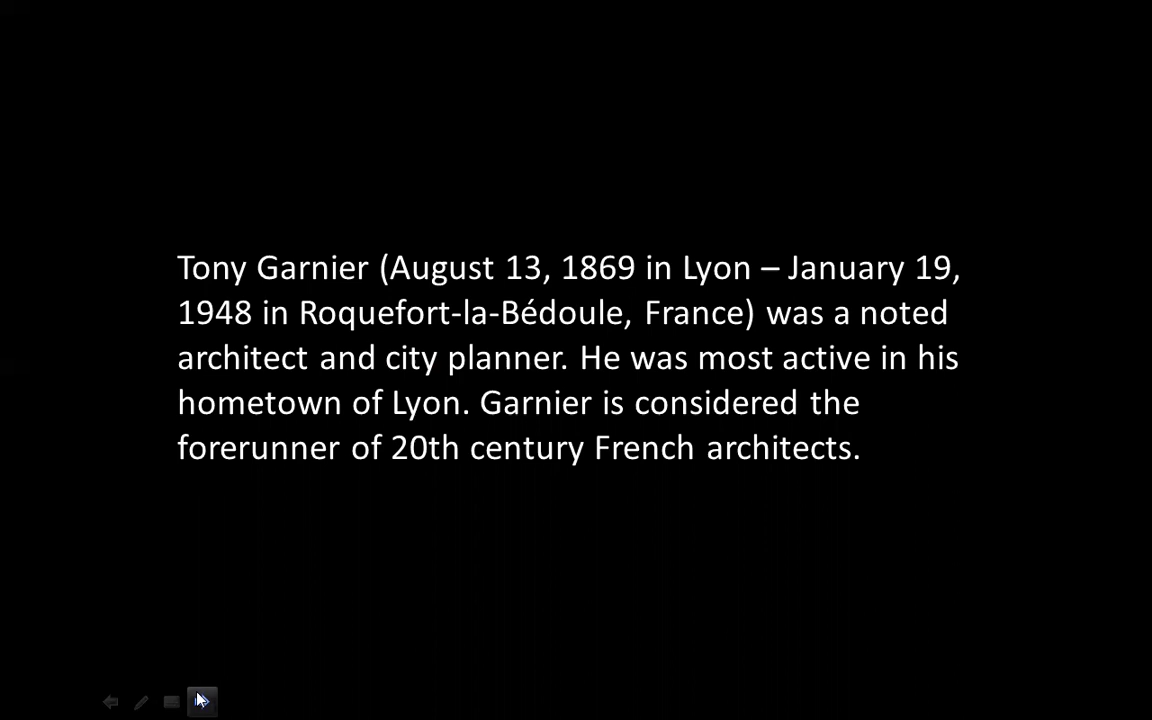 Tony Garnier (August 13, 1869 in Lyon – January 19,
1948 in Roquefort-la-Bédoule, France) was a noted
architect and city planner. He was most active in his
hometown of Lyon. Garnier is considered the
forerunner of 20th century French architects.